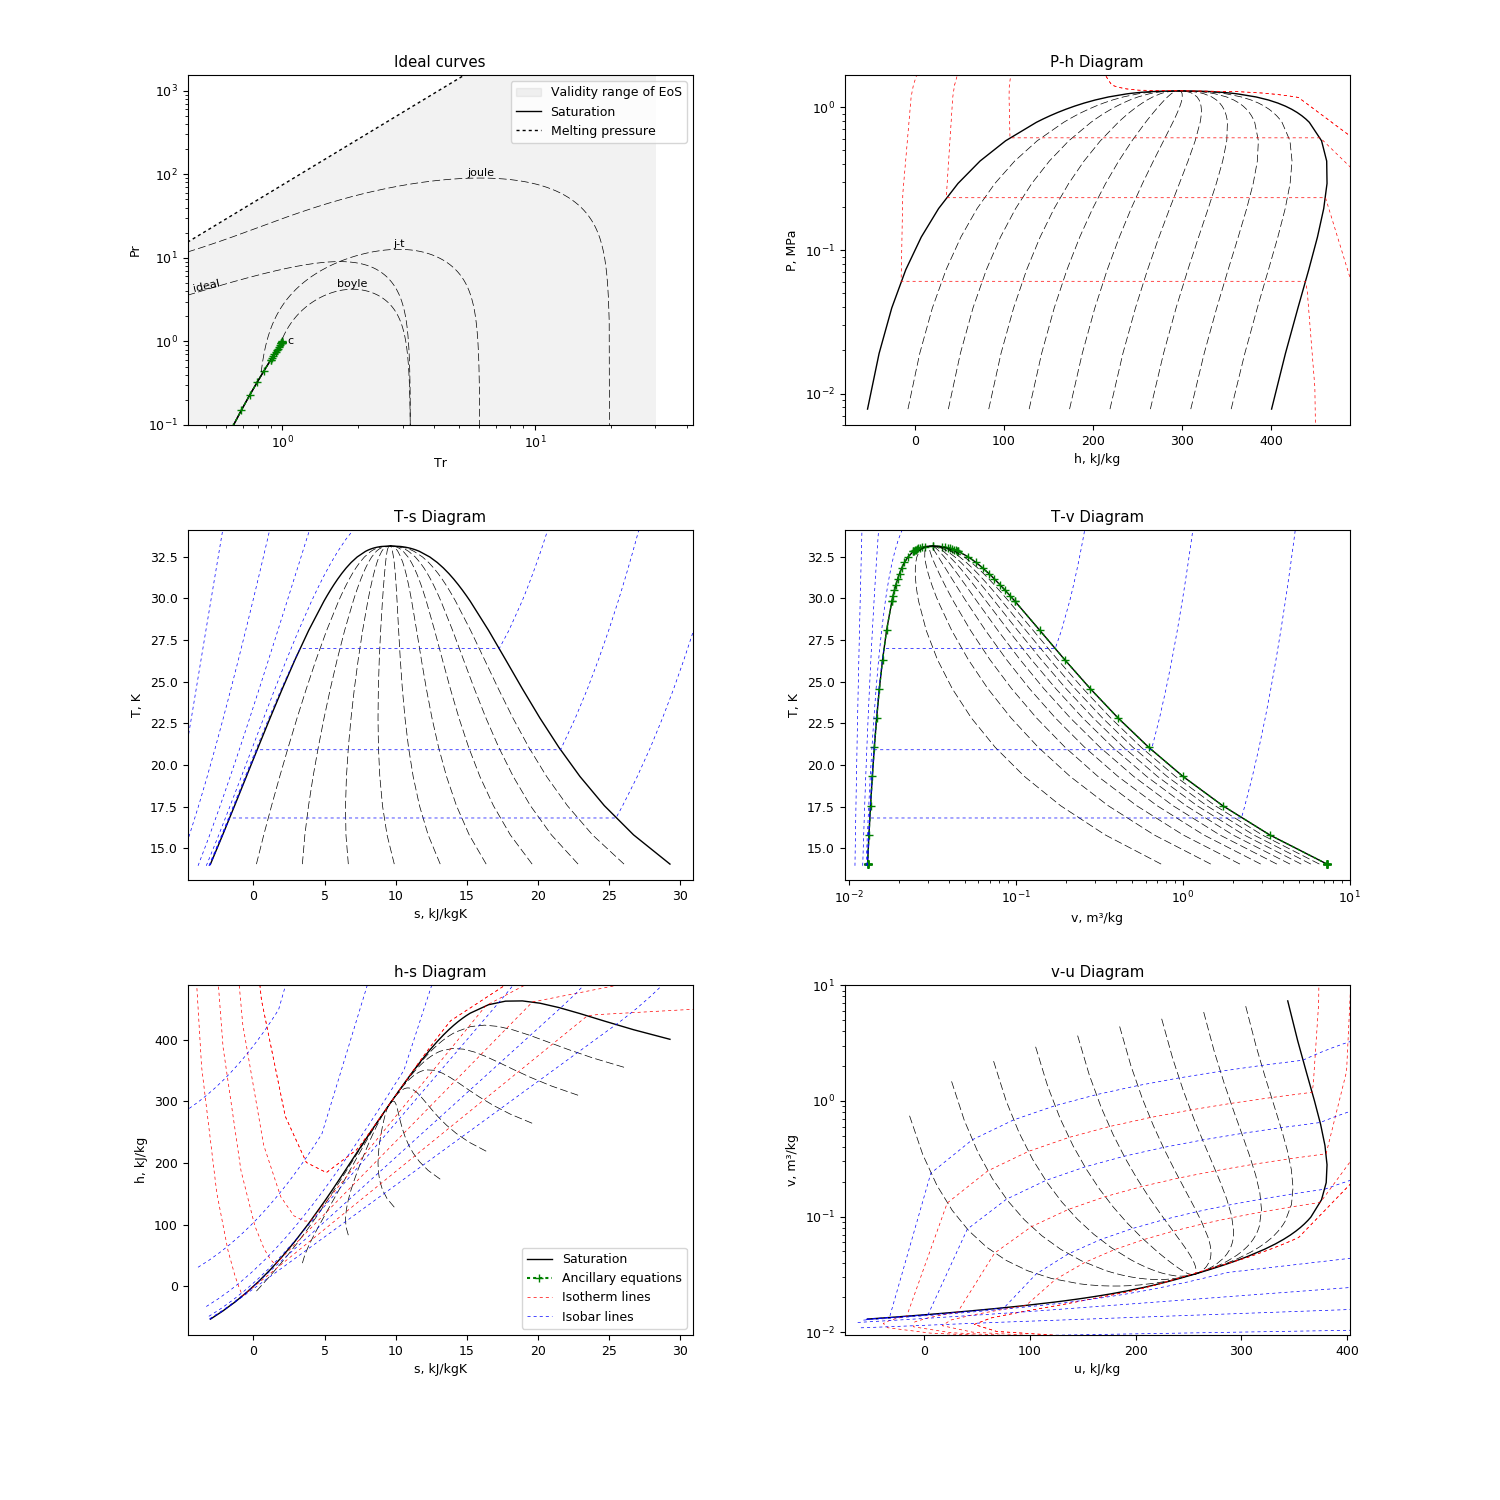 Ideal curves
10³
10²
10¹
10⁰
10⁻¹
Pr
Validity range of EoS
Saturation
Melting pressure
joule
j-t
ideal
boyle
c
10⁰
10¹
Tr
P-h Diagram
10⁰
10⁻¹
10⁻²
P, MPa
0
100
200
300
400
h, kJ/kg
T-s Diagram
32.5
30.0
27.5
25.0
22.5
20.0
17.5
15.0
T, K
0
5
10
15
20
25
30
s, kJ/kgK
T-v Diagram
32.5
30.0
27.5
25.0
22.5
20.0
17.5
15.0
T, K
10⁻²
10⁻¹
10⁰
10¹
v, m³/kg
h-s Diagram
400
300
200
100
0
h, kJ/kg
Saturation
Ancillary equations
Isotherm lines
Isobar lines
0
5
10
15
20
25
30
s, kJ/kgK
v-u Diagram
10¹
10⁰
10⁻¹
10⁻²
v, m³/kg
0
100
200
300
400
u, kJ/kg